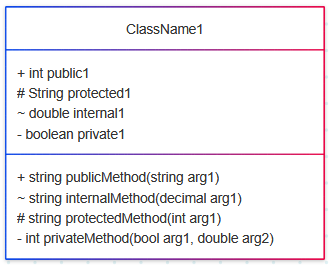 ClassName1
+ int public1
# String protected1
~ double internal1
- boolean private1
+ string publicMethod(string arg1)
~ string internalMethod(decimal arg1)
# string protectedMethod(int arg1)
- int privateMethod(bool arg1, double arg2)